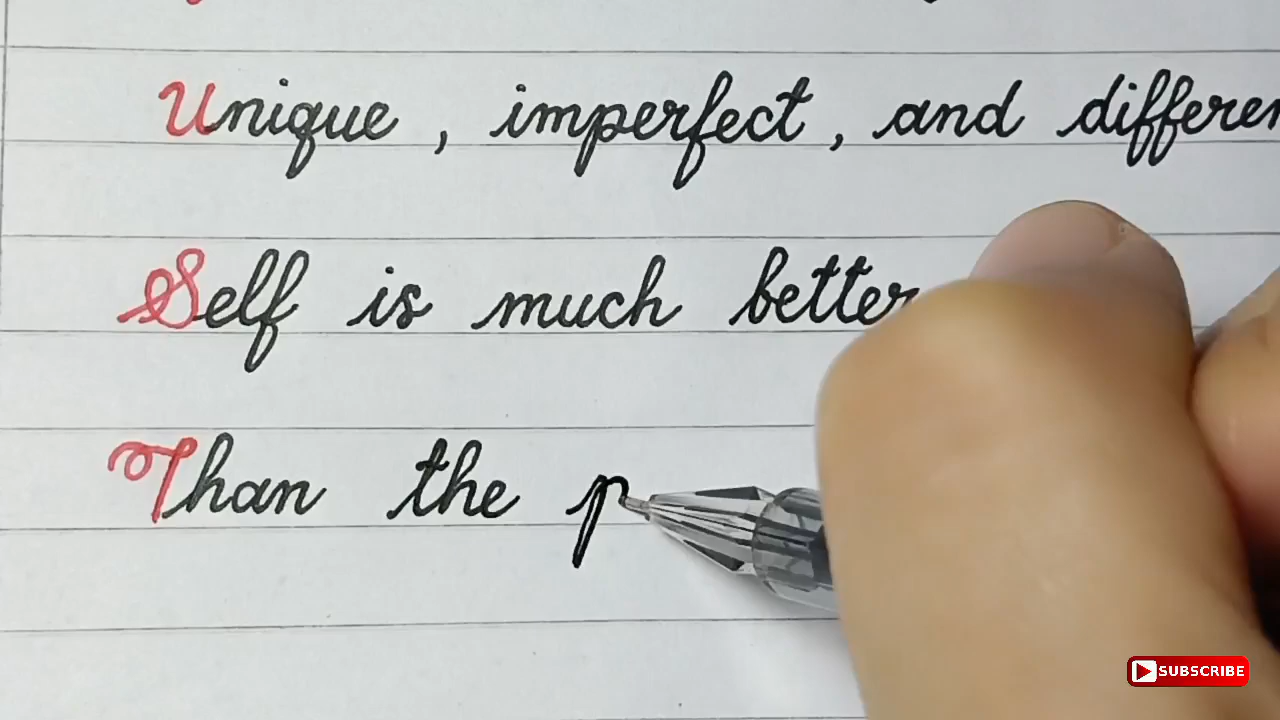 Unique, imperfect, and differen
Self is much better
Than the p
SUBSCRIBE